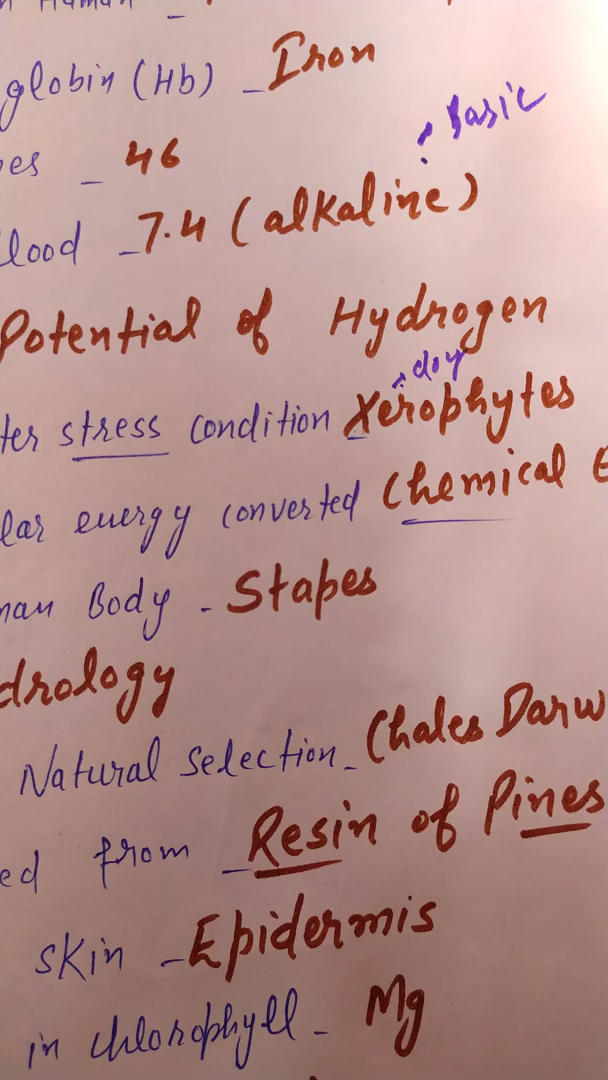 globin (Hb) - Iron
Basic
es - 46
lood - 7.4 (alkaline)
Potential of Hydrogen
dry
ter stress condition - Xerophytes
lar energy converted Chemical E
man Body - Stapes
drology
Natural selection - Chales Darw
ed from - Resin of Pines
skin - Epidermis
in chlorophyll - Mg